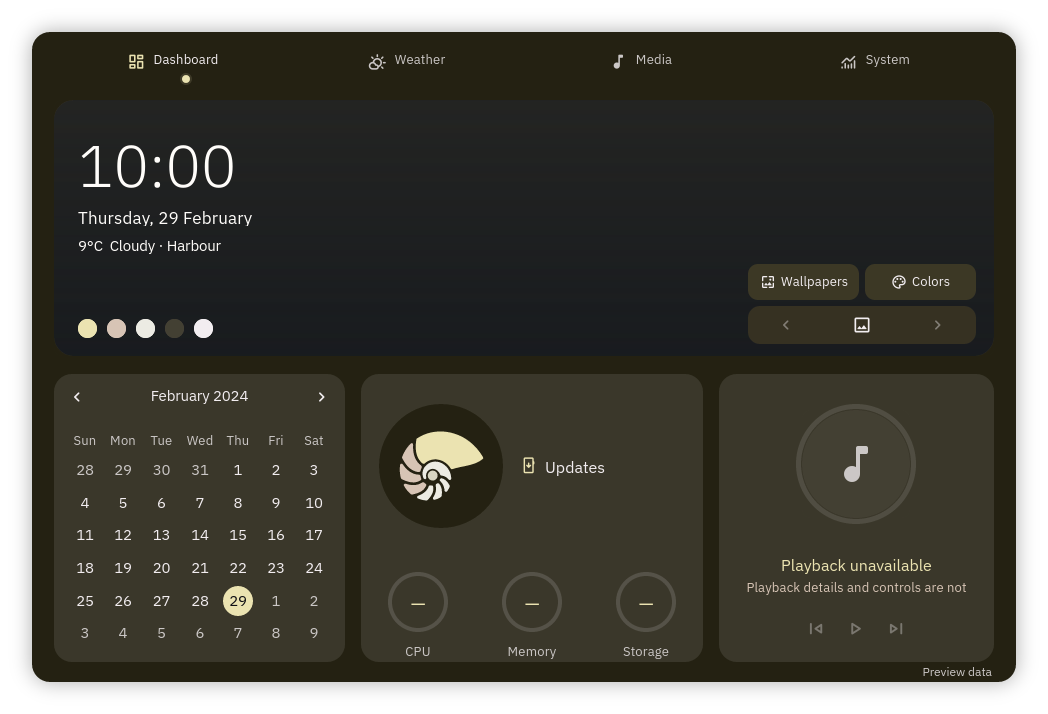 Dashboard
Weather
Media
System
10:00
Thursday, 29 February
9°C Cloudy · Harbour
Wallpapers
Colors
February 2024
Sun Mon Tue Wed Thu Fri Sat
28 29 30 31 1 2 3
4 5 6 7 8 9 10
11 12 13 14 15 16 17
18 19 20 21 22 23 24
25 26 27 28 29 1 2
3 4 5 6 7 8 9
Updates
— — —
CPU Memory Storage
Playback unavailable
Playback details and controls are not
Preview data